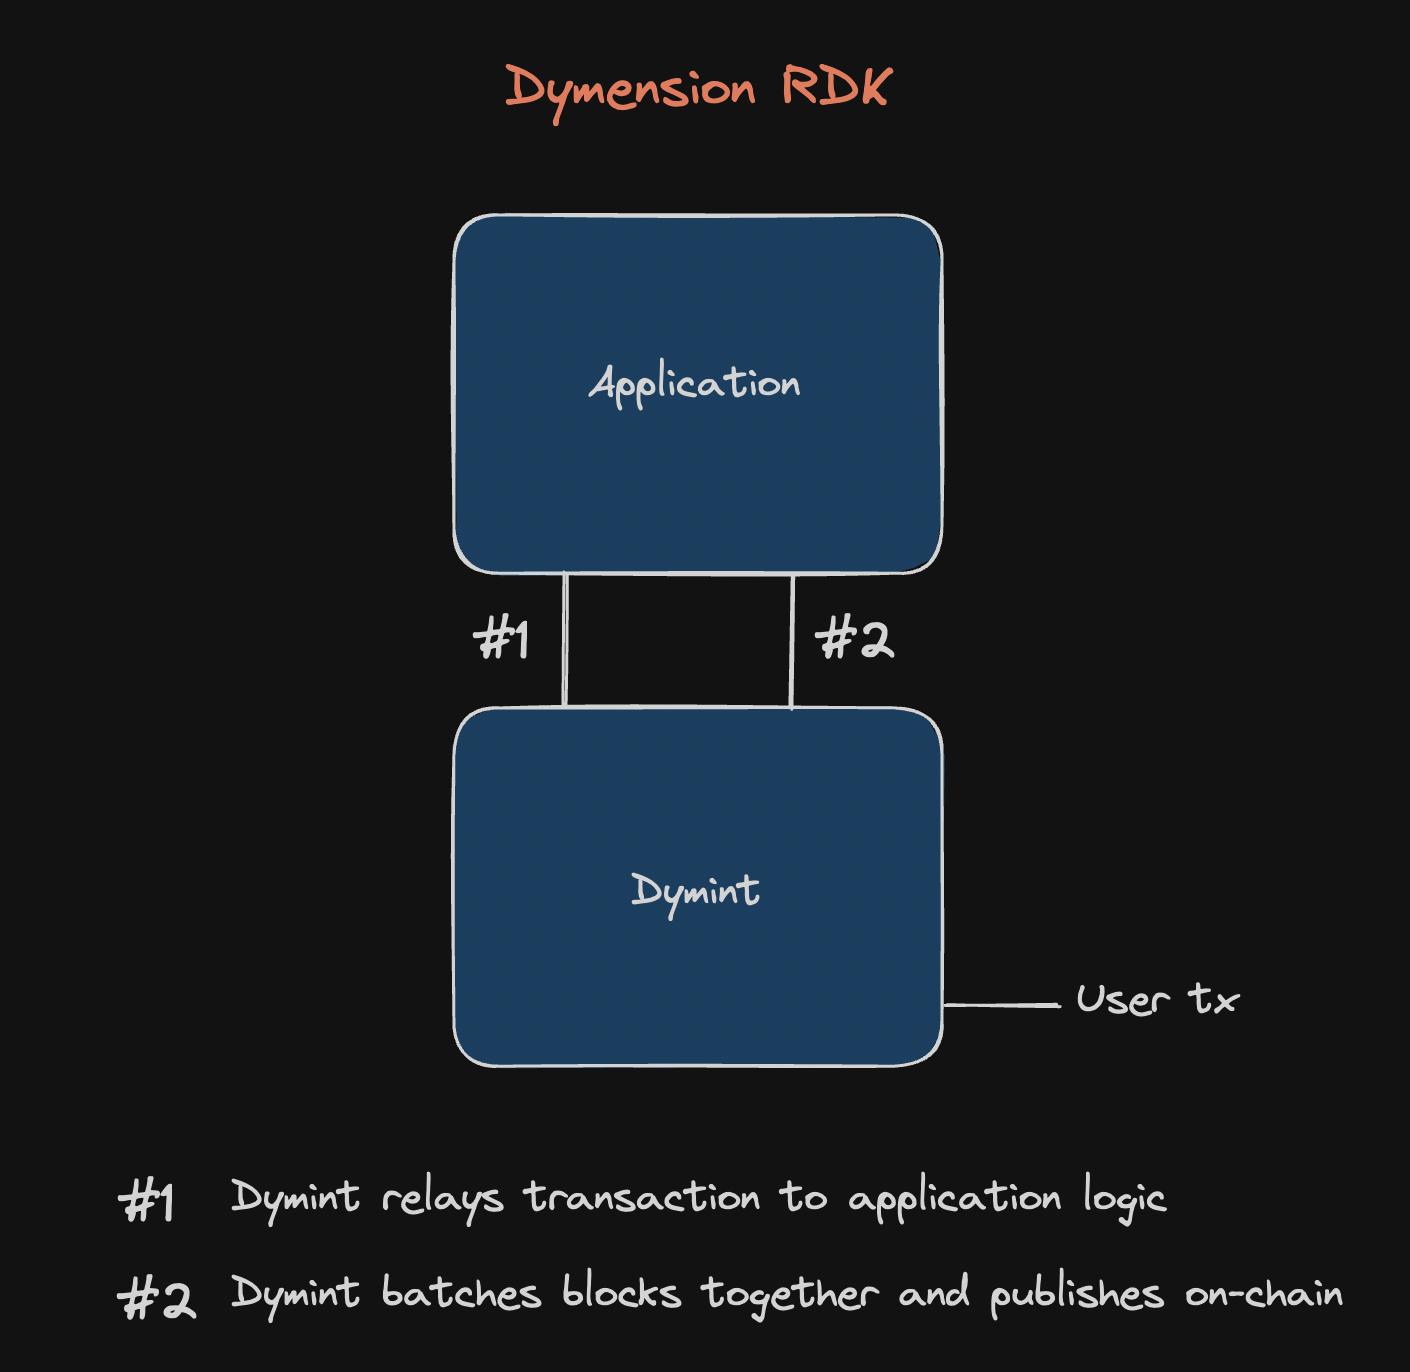 Dymension RDK
Application
#1
#2
Dymint
User tx
#1 Dymint relays transaction to application logic
#2 Dymint batches blocks together and publishes on-chain